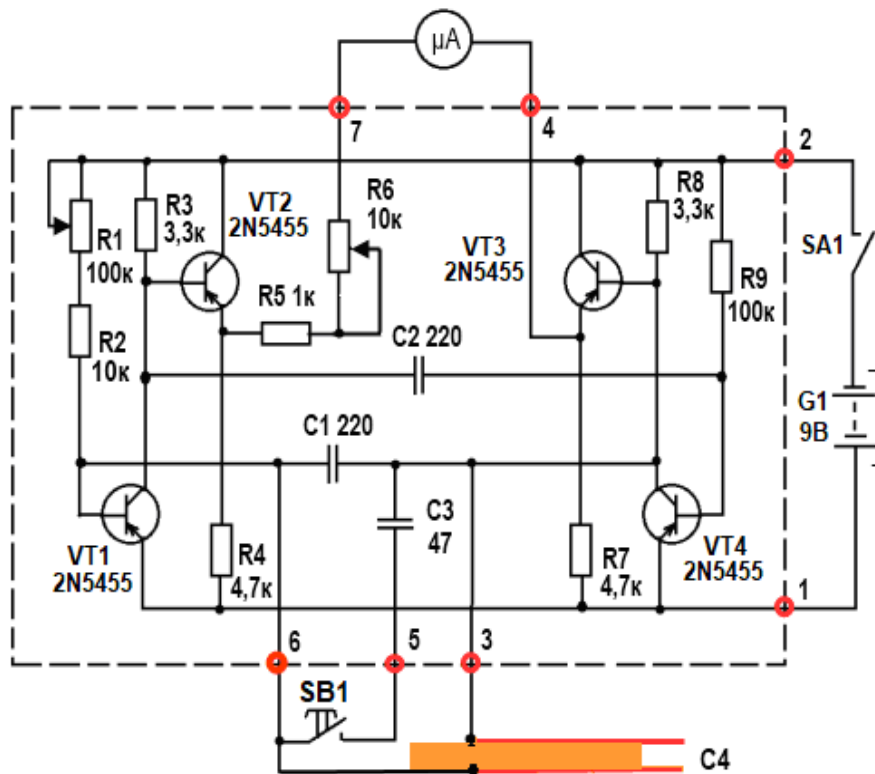 μA
7
4
2
R3
3,3к
VT2
2N5455
R6
10к
R8
3,3к
R1
100к
VT3
2N5455
SA1
R9
100к
R5 1к
R2
10к
C2 220
G1
9В
C1 220
C3
47
VT1
2N5455
R4
4,7к
R7
4,7к
VT4
2N5455
1
6
5
3
SB1
C4